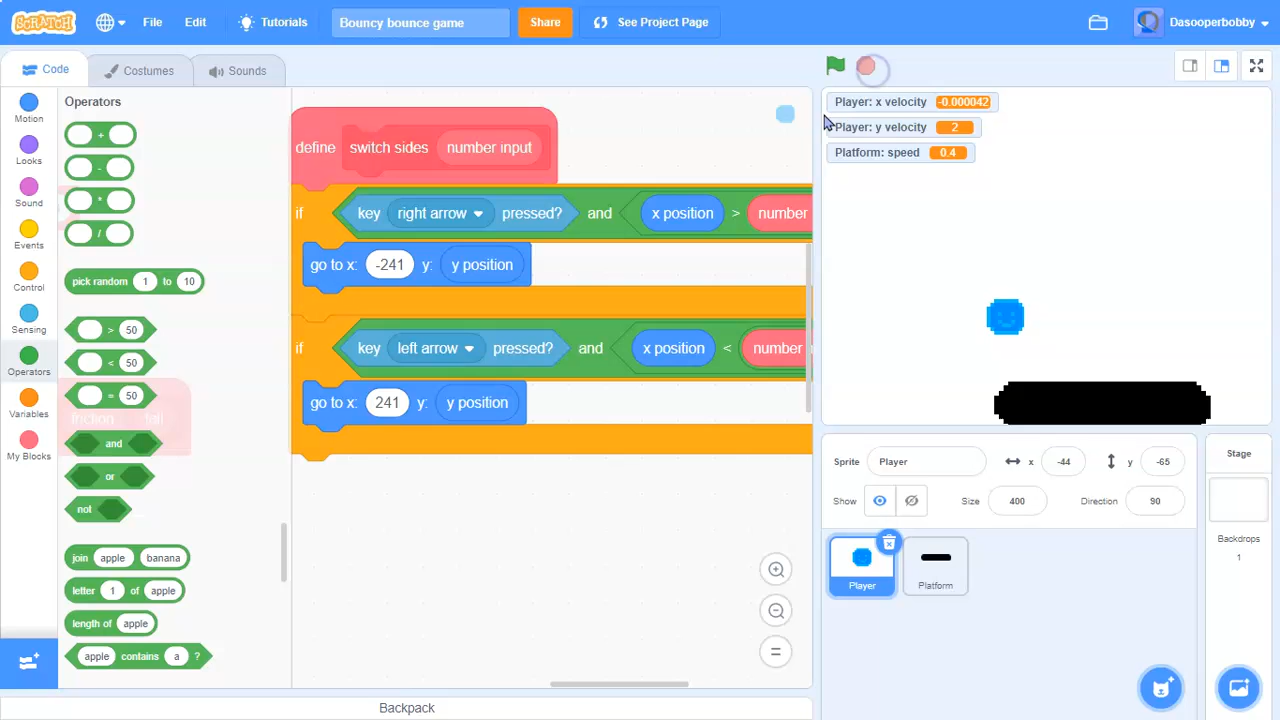 SCRATCH File Edit Tutorials Bouncy bounce game Share See Project Page Dasooperbobby
Code Costumes Sounds
Motion
Looks
Sound
Events
Control
Sensing
Operators
Variables
My Blocks
Operators
+
-
*
/
pick random 1 to 10
> 50
< 50
= 50
friction fall
and
or
not
join apple banana
letter 1 of apple
length of apple
apple contains a ?
define switch sides number input
if key right arrow pressed? and x position > number
go to x: -241 y: y position
if key left arrow pressed? and x position < number
go to x: 241 y: y position
=
Backpack
Player: x velocity -0.000042
Player: y velocity 2
Platform: speed 0.4
Sprite Player x -44 y -65
Show Size 400 Direction 90
Player Platform
Stage
Backdrops
1